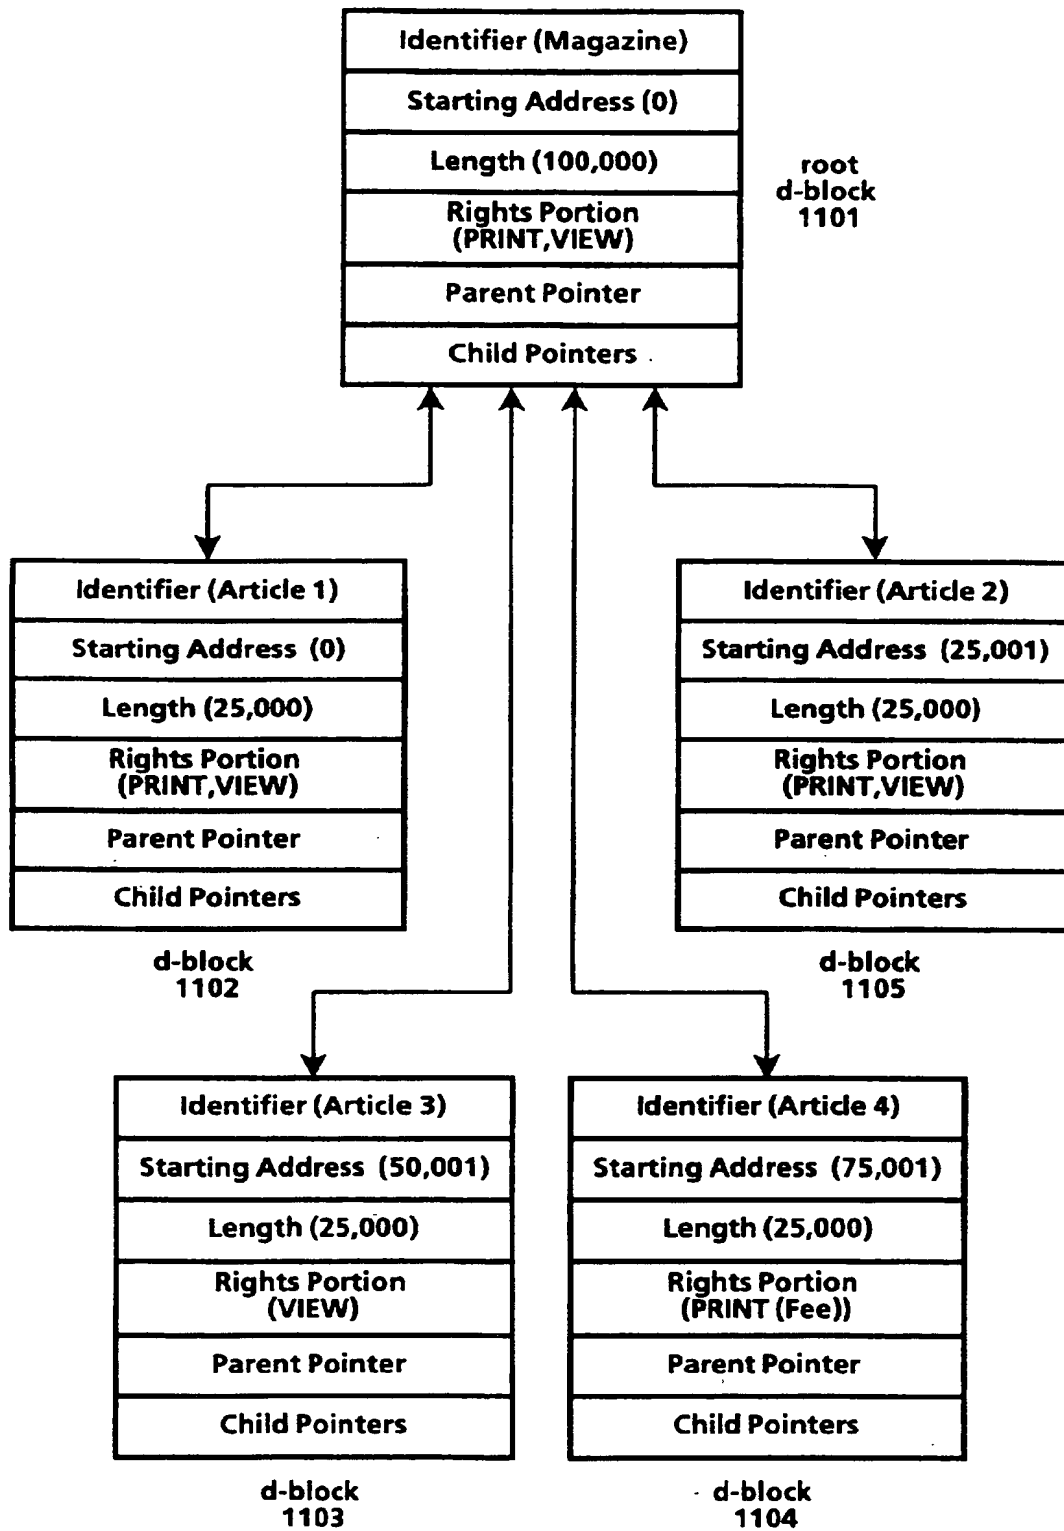 Identifier (Magazine)
Starting Address (0)
Length (100,000)
Rights Portion
(PRINT,VIEW)
Parent Pointer
Child Pointers
root
d-block
1101
Identifier (Article 1)
Starting Address (0)
Length (25,000)
Rights Portion
(PRINT,VIEW)
Parent Pointer
Child Pointers
d-block
1102
Identifier (Article 2)
Starting Address (25,001)
Length (25,000)
Rights Portion
(PRINT,VIEW)
Parent Pointer
Child Pointers
d-block
1105
Identifier (Article 3)
Starting Address (50,001)
Length (25,000)
Rights Portion
(VIEW)
Parent Pointer
Child Pointers
d-block
1103
Identifier (Article 4)
Starting Address (75,001)
Length (25,000)
Rights Portion
(PRINT (Fee))
Parent Pointer
Child Pointers
d-block
1104